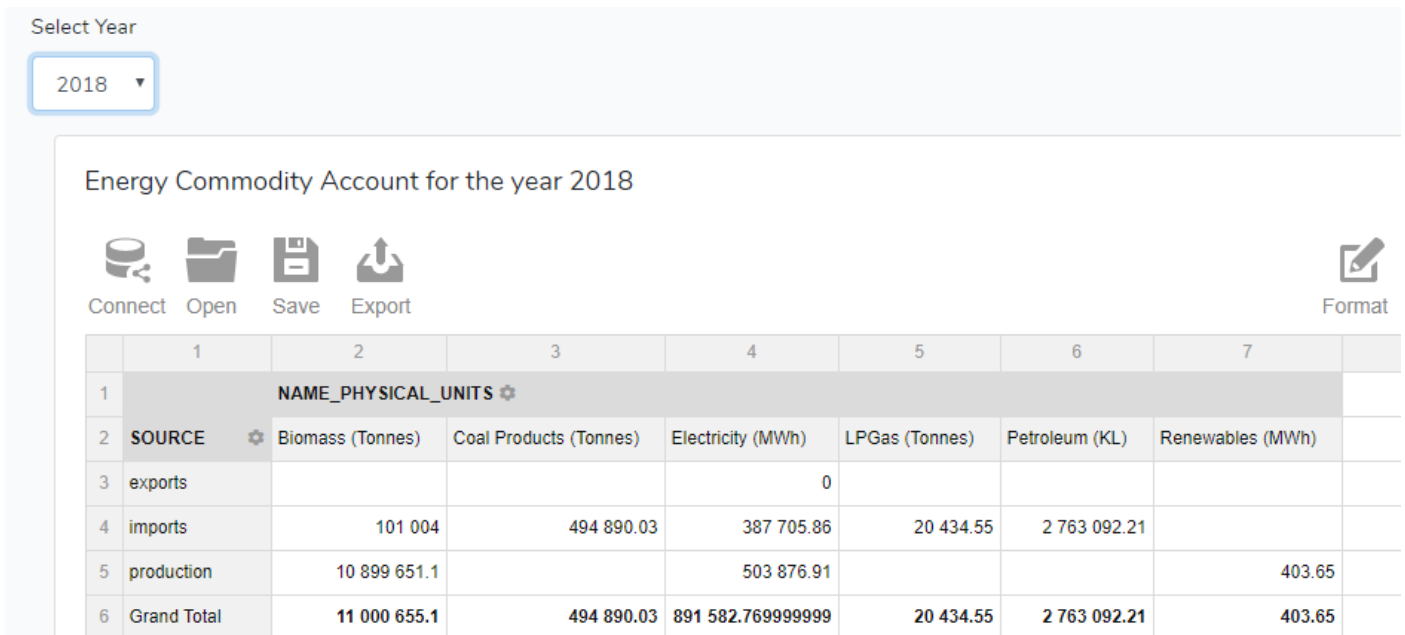 Select Year
2018
Energy Commodity Account for the year 2018
Connect Open Save Export Format
1 2 3 4 5 6 7
1 NAME_PHYSICAL_UNITS
2 SOURCE Biomass (Tonnes) Coal Products (Tonnes) Electricity (MWh) LPGas (Tonnes) Petroleum (KL) Renewables (MWh)
3 exports 0
4 imports 101 004 494 890.03 387 705.86 20 434.55 2 763 092.21
5 production 10 899 651.1 503 876.91 403.65
6 Grand Total 11 000 655.1 494 890.03 891 582.769999999 20 434.55 2 763 092.21 403.65